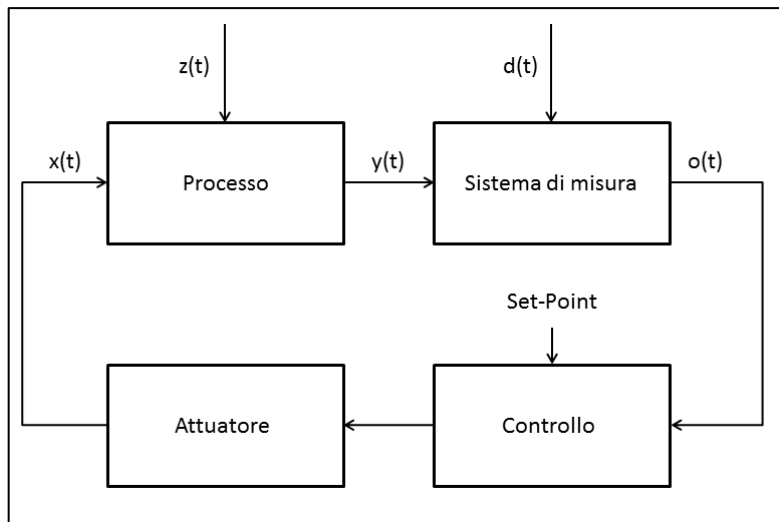 z(t)
d(t)
x(t)
Processo
y(t)
Sistema di misura
o(t)
Set-Point
Attuatore
Controllo